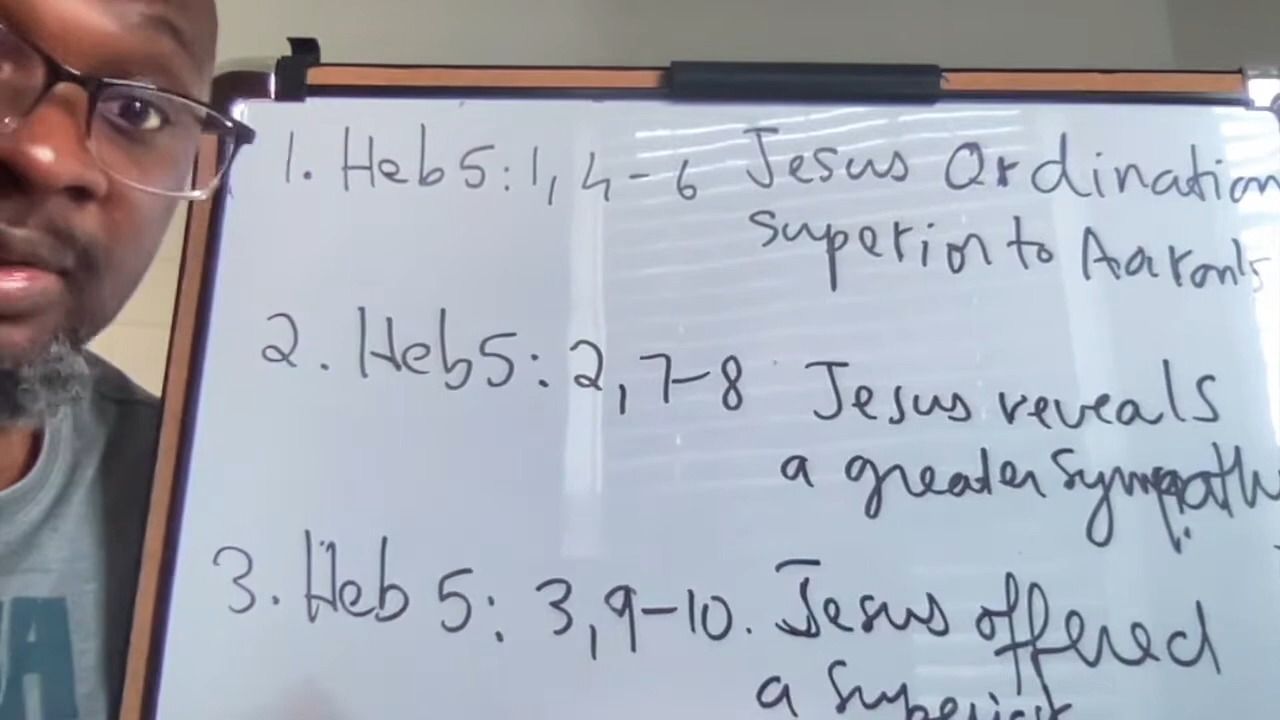 1. Heb 5:1, 4-6 Jesus Ordination
superior to Aaron's
2. Heb 5: 2, 7-8 Jesus reveals
a greater sympathy
3. Heb 5: 3, 9-10. Jesus offered
a superior
A